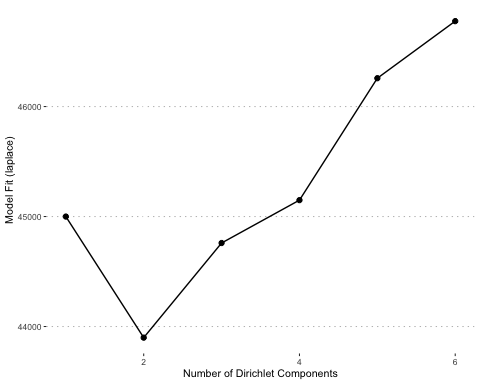 46000
45000
44000
Model Fit (laplace)
2 4 6
Number of Dirichlet Components